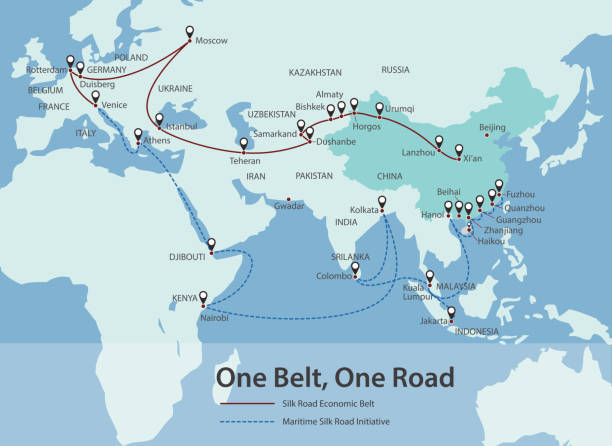 Moscow
POLAND
Rotterdam
GERMANY
Duisberg
BELGIUM
UKRAINE
FRANCE
Venice
ITALY
Istanbul
Athens
KAZAKHSTAN
RUSSIA
Almaty
Bishkek
Urumqi
UZBEKISTAN
Horgos
Samarkand
Dushanbe
Beijing
Lanzhou
Xi'an
Teheran
IRAN
PAKISTAN
CHINA
Gwadar
Kolkata
INDIA
Beihai
Fuzhou
Hanoi
Quanzhou
Guangzhou
Zhanjiang
Haikou
DJIBOUTI
SRILANKA
Colombo
Kuala
Lumpur
MALAYSIA
KENYA
Nairobi
Jakarta
INDONESIA
One Belt, One Road
Silk Road Economic Belt
Maritime Silk Road Initiative